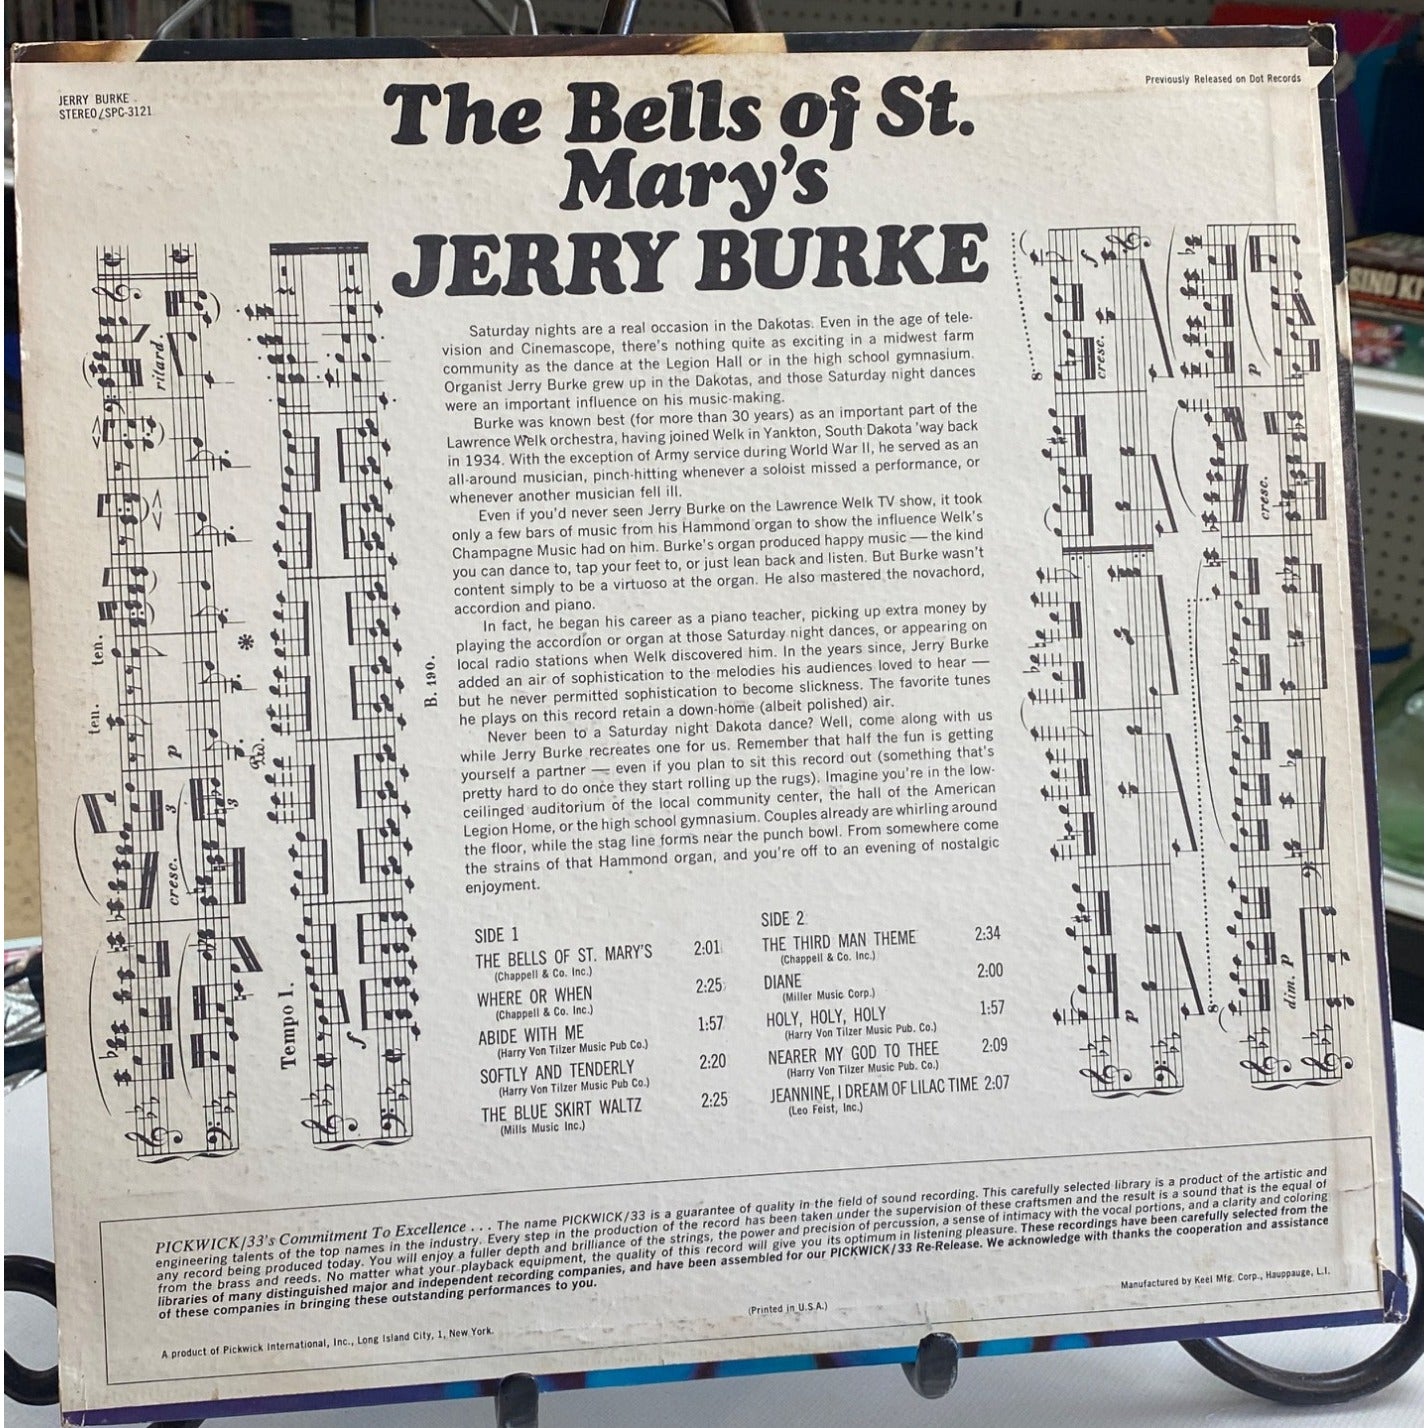 JERRY BURKE
STEREO/SPC-3121
Previously Released on Dot Records
The Bells of St.
Mary's
JERRY BURKE
Saturday nights are a real occasion in the Dakotas. Even in the age of tele-
vision and Cinemascope, there's nothing quite as exciting in a midwest farm
community as the dance at the Legion Hall or in the high school gymnasium.
Organist Jerry Burke grew up in the Dakotas, and those Saturday night dances
were an important influence on his music-making.
Burke was known best (for more than 30 years) as an important part of the
Lawrence Welk orchestra, having joined Welk in Yankton, South Dakota 'way back
in 1934. With the exception of Army service during World War II, he served as an
all-around musician, pinch-hitting whenever a soloist missed a performance, or
whenever another musician fell ill.
Even if you'd never seen Jerry Burke on the Lawrence Welk TV show, it took
only a few bars of music from his Hammond organ to show the influence Welk's
Champagne Music had on him. Burke's organ produced happy music — the kind
you can dance to, tap your feet to, or just lean back and listen. But Burke wasn't
content simply to be a virtuoso at the organ. He also mastered the novachord,
accordion and piano.
In fact, he began his career as a piano teacher, picking up extra money by
playing the accordion or organ at those Saturday night dances, or appearing on
local radio stations when Welk discovered him. In the years since, Jerry Burke
added an air of sophistication to the melodies his audiences loved to hear —
but he never permitted sophistication to become slickness. The favorite tunes
he plays on this record retain a down-home (albeit polished) air.
Never been to a Saturday night Dakota dance? Well, come along with us
while Jerry Burke recreates one for us. Remember that half the fun is getting
yourself a partner — even if you plan to sit this record out (something that's
pretty hard to do once they start rolling up the rugs). Imagine you're in the low-
ceilinged auditorium of the local community center, the hall of the American
Legion Home, or the high school gymnasium. Couples already are whirling around
the floor, while the stag line forms near the punch bowl. From somewhere come
the strains of that Hammond organ, and you're off to an evening of nostalgic
enjoyment.
SIDE 1
THE BELLS OF ST. MARY'S 2:01
(Chappell & Co. Inc.)
WHERE OR WHEN 2:25
(Chappell & Co. Inc.)
ABIDE WITH ME 1:57
(Harry Von Tilzer Music Pub Co.)
SOFTLY AND TENDERLY 2:20
(Harry Von Tilzer Music Pub Co.)
THE BLUE SKIRT WALTZ 2:25
(Mills Music Inc.)
SIDE 2
THE THIRD MAN THEME 2:34
(Chappell & Co. Inc.)
DIANE 2:00
(Miller Music Corp.)
HOLY, HOLY, HOLY 1:57
(Harry Von Tilzer Music Pub. Co.)
NEARER MY GOD TO THEE 2:09
(Harry Von Tilzer Music Pub. Co.)
JEANNINE, I DREAM OF LILAC TIME 2:07
(Leo Feist, Inc.)
ritard.
ten.
ten.
p
3
3
cresc.
B. 190.
Tempo I.
f
8
cresc.
f
p
p
cresc.
8
dim. p
PICKWICK/33's Commitment To Excellence . . . The name PICKWICK/33 is a guarantee of quality in the field of sound recording. This carefully selected library is a product of the artistic and
engineering talents of the top names in the industry. Every step in the production of the record has been taken under the supervision of these craftsmen and the result is a sound that is the equal of
any record being produced today. You will enjoy a fuller depth and brilliance of the strings, the power and precision of percussion, a sense of intimacy with the vocal portions, and a clarity and coloring
from the brass and reeds. No matter what your playback equipment, the quality of this record will give you its optimum in listening pleasure. These recordings have been carefully selected from the
libraries of many distinguished major and independent recording companies, and have been assembled for our PICKWICK/33 Re-Release. We acknowledge with thanks the cooperation and assistance
of these companies in bringing these outstanding performances to you.
A product of Pickwick International, Inc., Long Island City, 1, New York.
(Printed in U.S.A.)
Manufactured by Keel Mfg. Corp., Hauppauge, L.I.